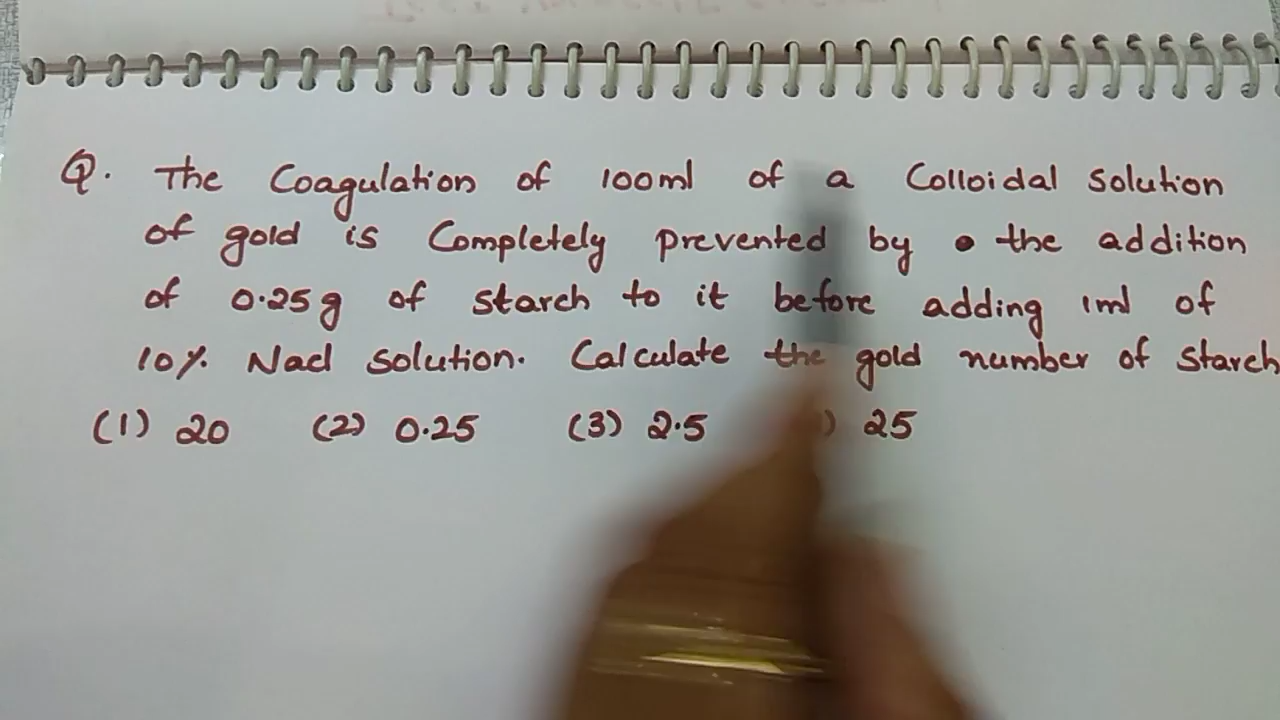 Q. The Coagulation of 100ml of a Colloidal Solution
of gold is Completely prevented by the addition
of 0.25g of starch to it before adding 1ml of
10% Nacl solution. Calculate the gold number of starch
(1) 20 (2) 0.25 (3) 2.5 ) 25